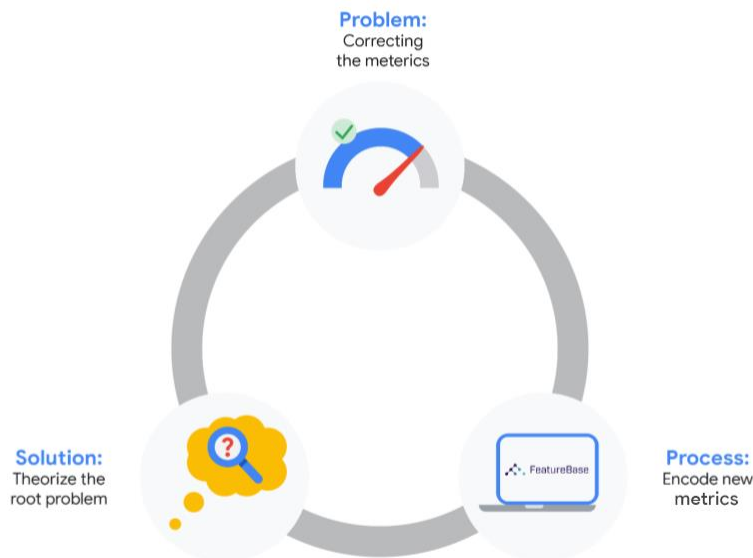 Problem:
Correcting
the meterics
?
FeatureBase
Solution:
Theorize the
root problem
Process:
Encode new
metrics